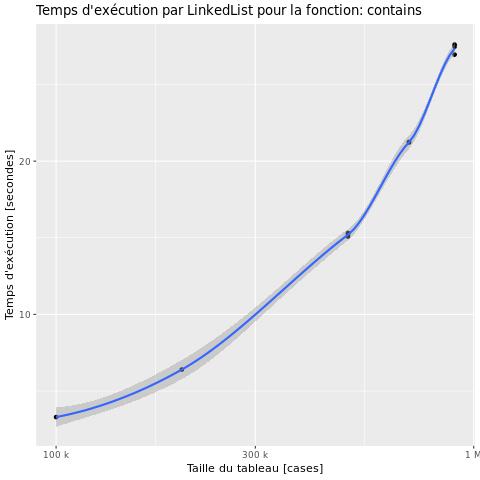 Temps d'exécution par LinkedList pour la fonction: contains
Temps d'exécution [secondes]
20
10
100 k
300 k
1 M
Taille du tableau [cases]